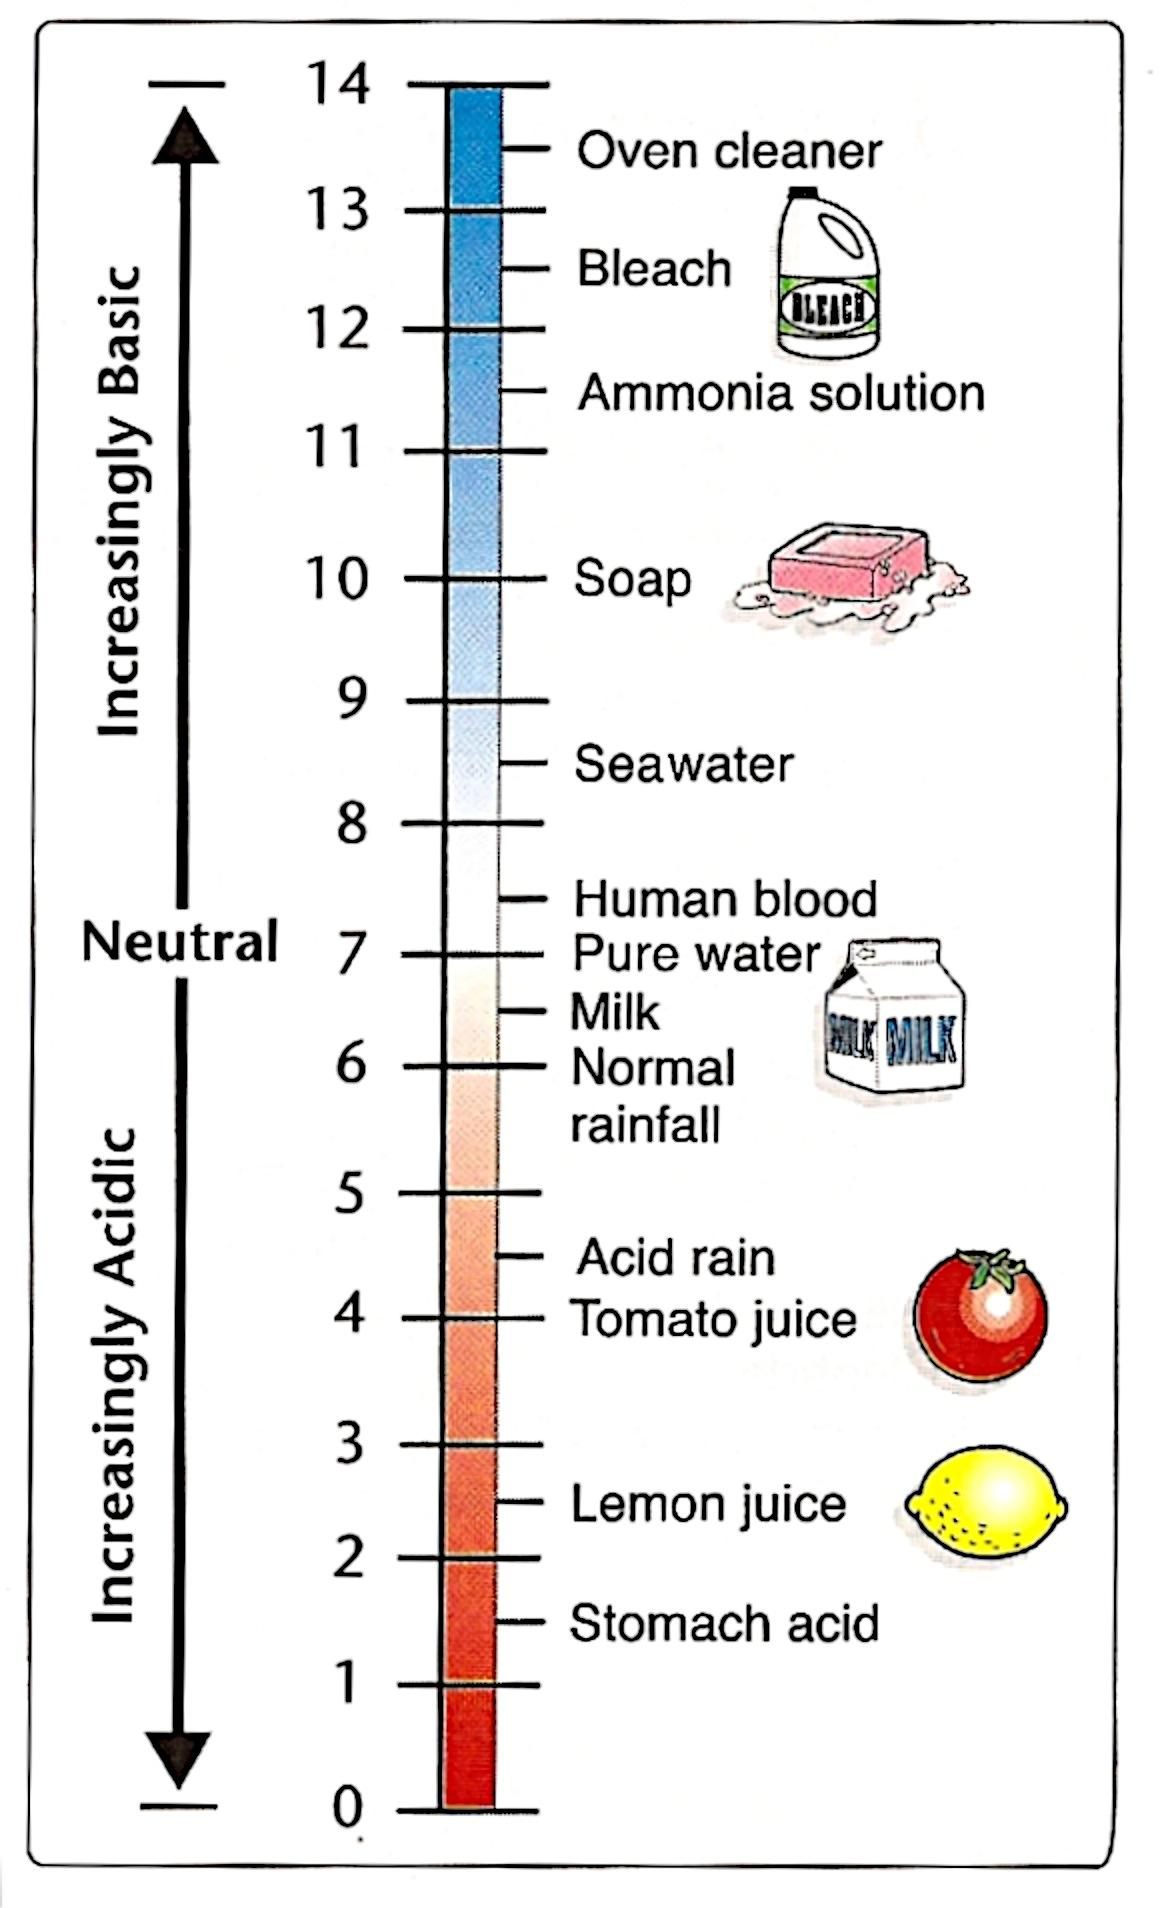 14
Oven cleaner
13
Bleach
BLEACH
12
Ammonia solution
11
Increasingly Basic
10
Soap
9
Seawater
8
Human blood
Neutral
7
Pure water
Milk
MILK MILK
6
Normal
rainfall
5
Increasingly Acidic
Acid rain
4
Tomato juice
3
Lemon juice
2
Stomach acid
1
0